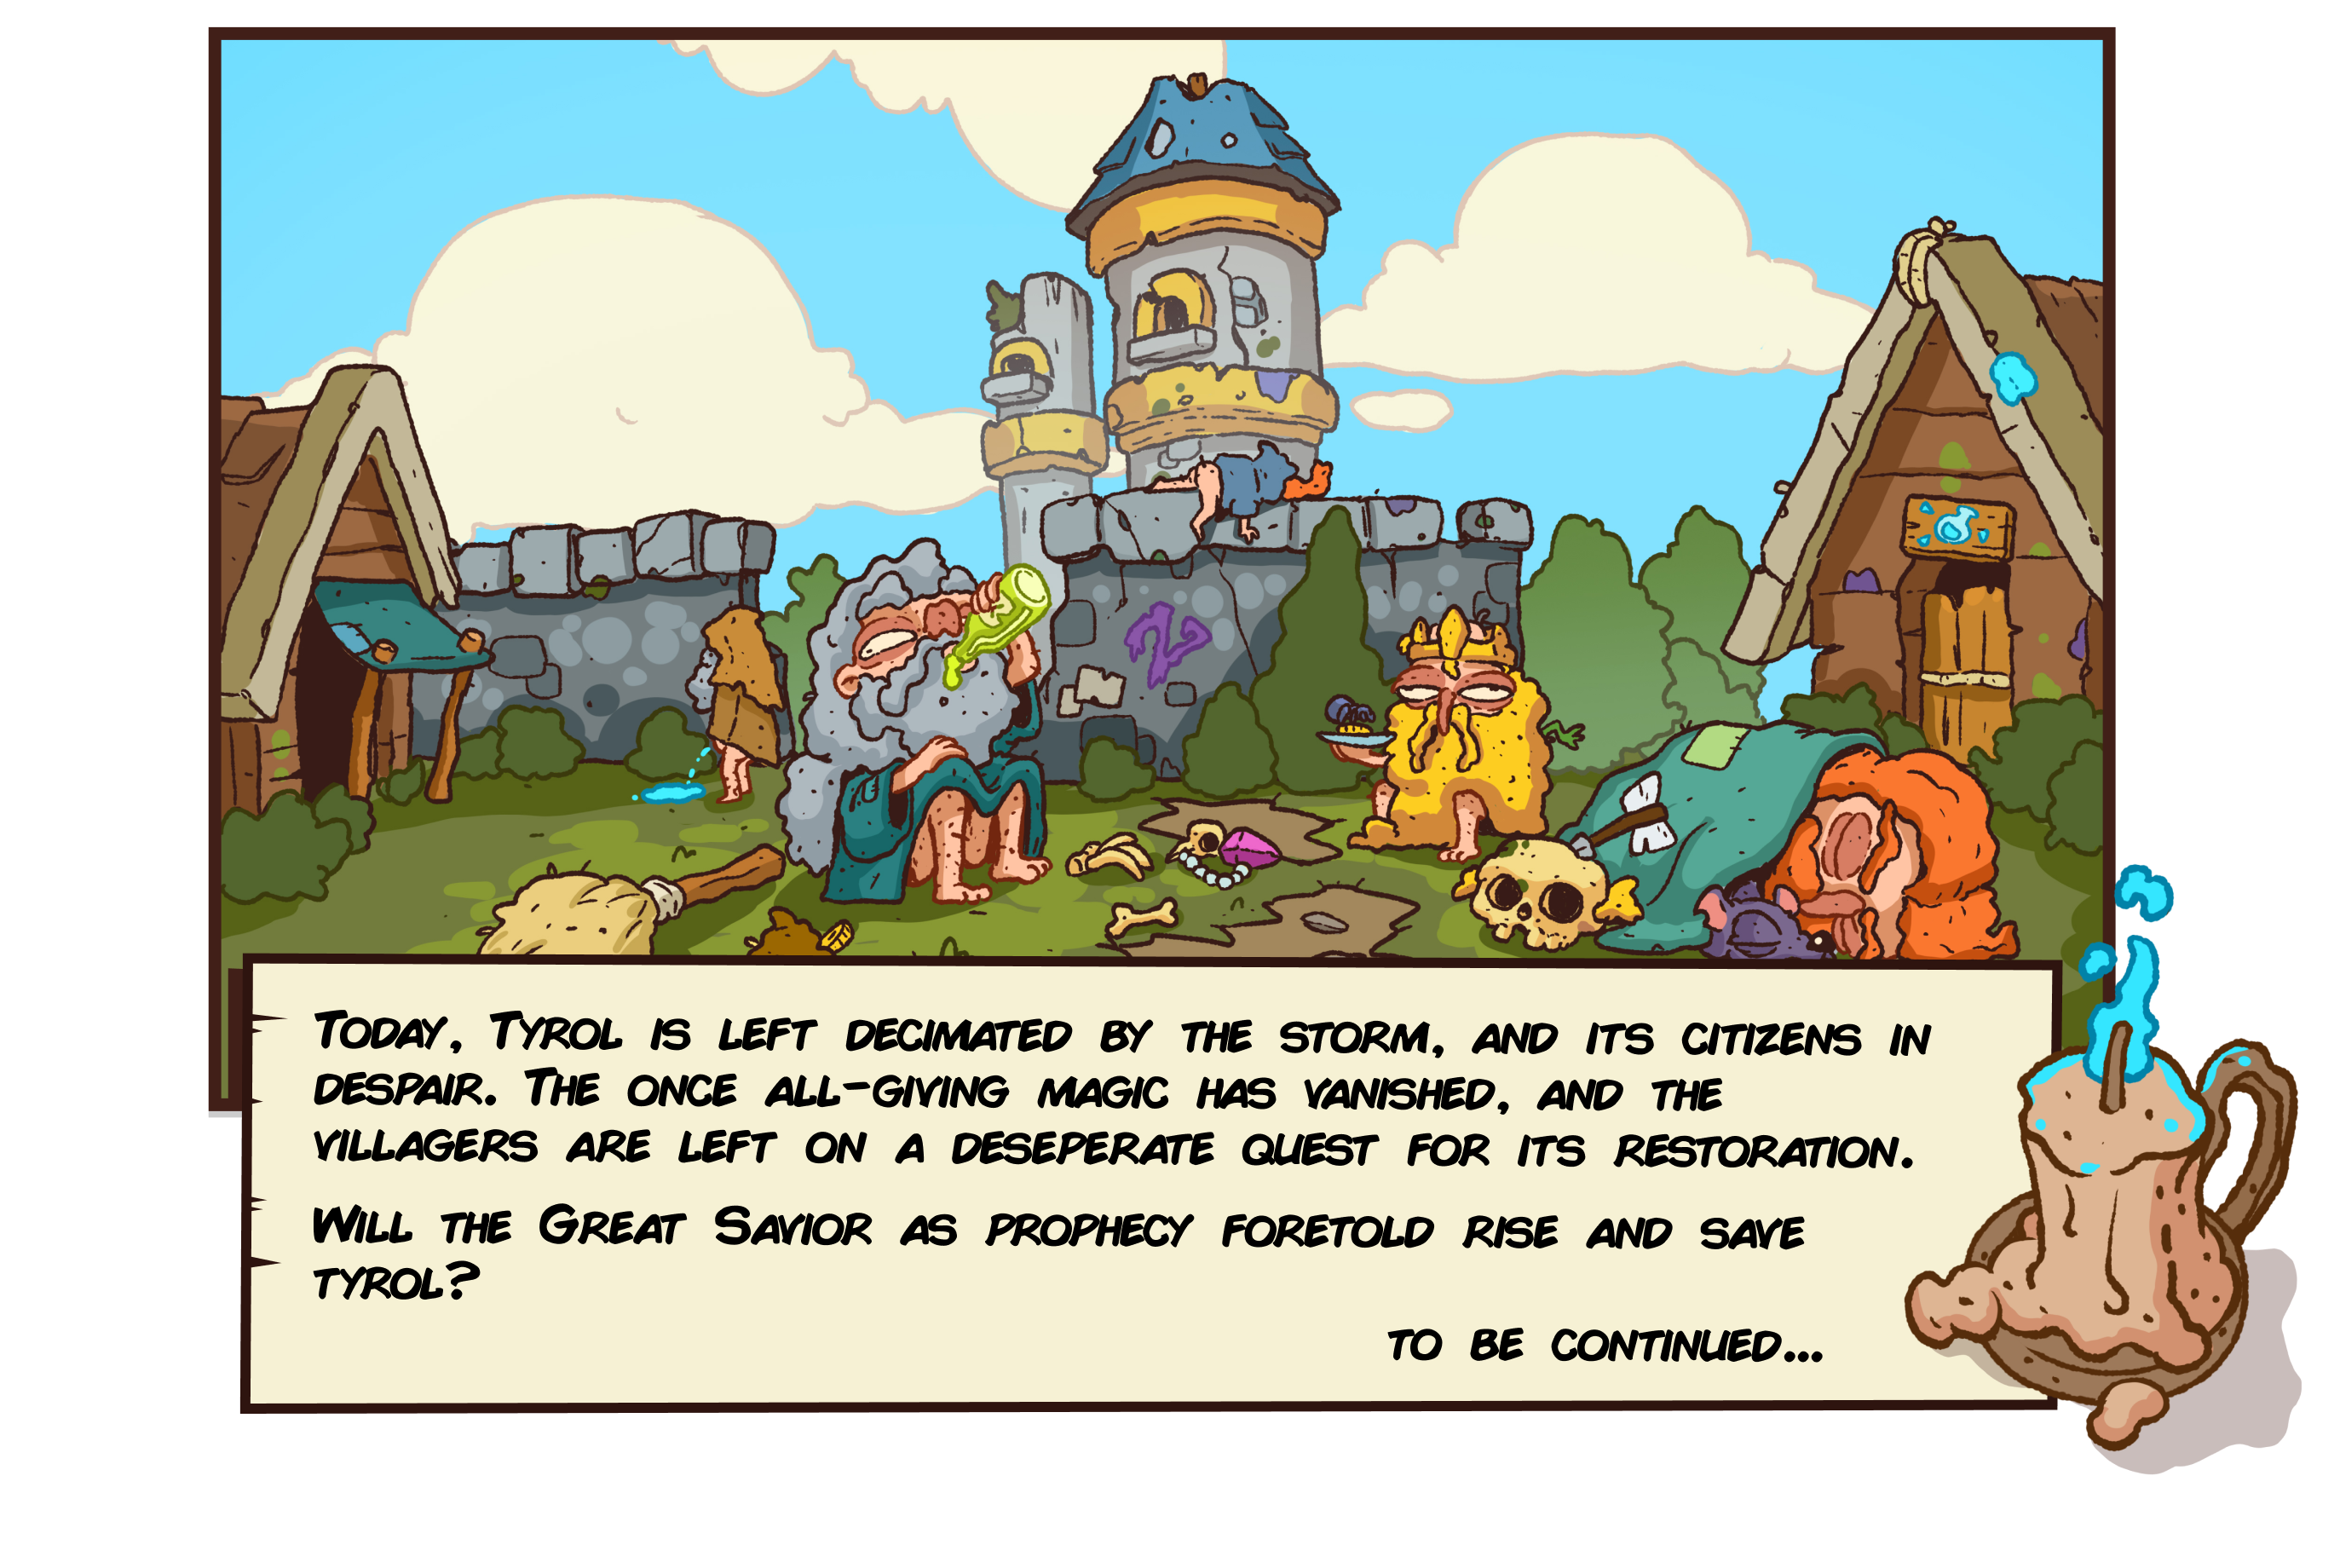 Today, Tyrol is left decimated by the storm, and its citizens in
despair. The once all-giving magic has vanished, and the
villagers are left on a deseperate quest for its restoration.
Will the Great Savior as prophecy foretold rise and save
tyrol?
to be continued...